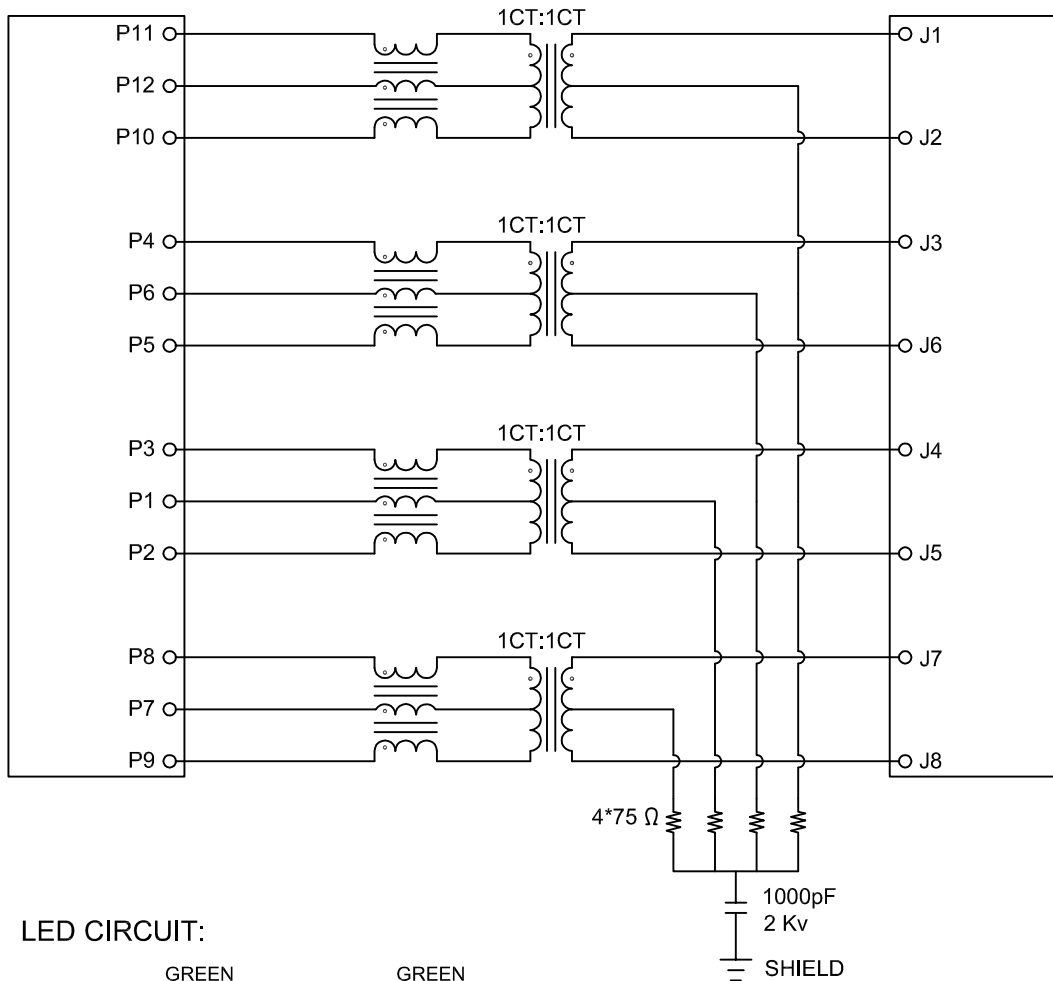 1CT:1CT
P11 J1
P12
P10 J2
1CT:1CT
P4 J3
P6
P5 J6
1CT:1CT
P3 J4
P1
P2 J5
1CT:1CT
P8 J7
P7
P9 J8
4*75 Ω
1000pF
2 Kv
SHIELD
LED CIRCUIT:
GREEN GREEN